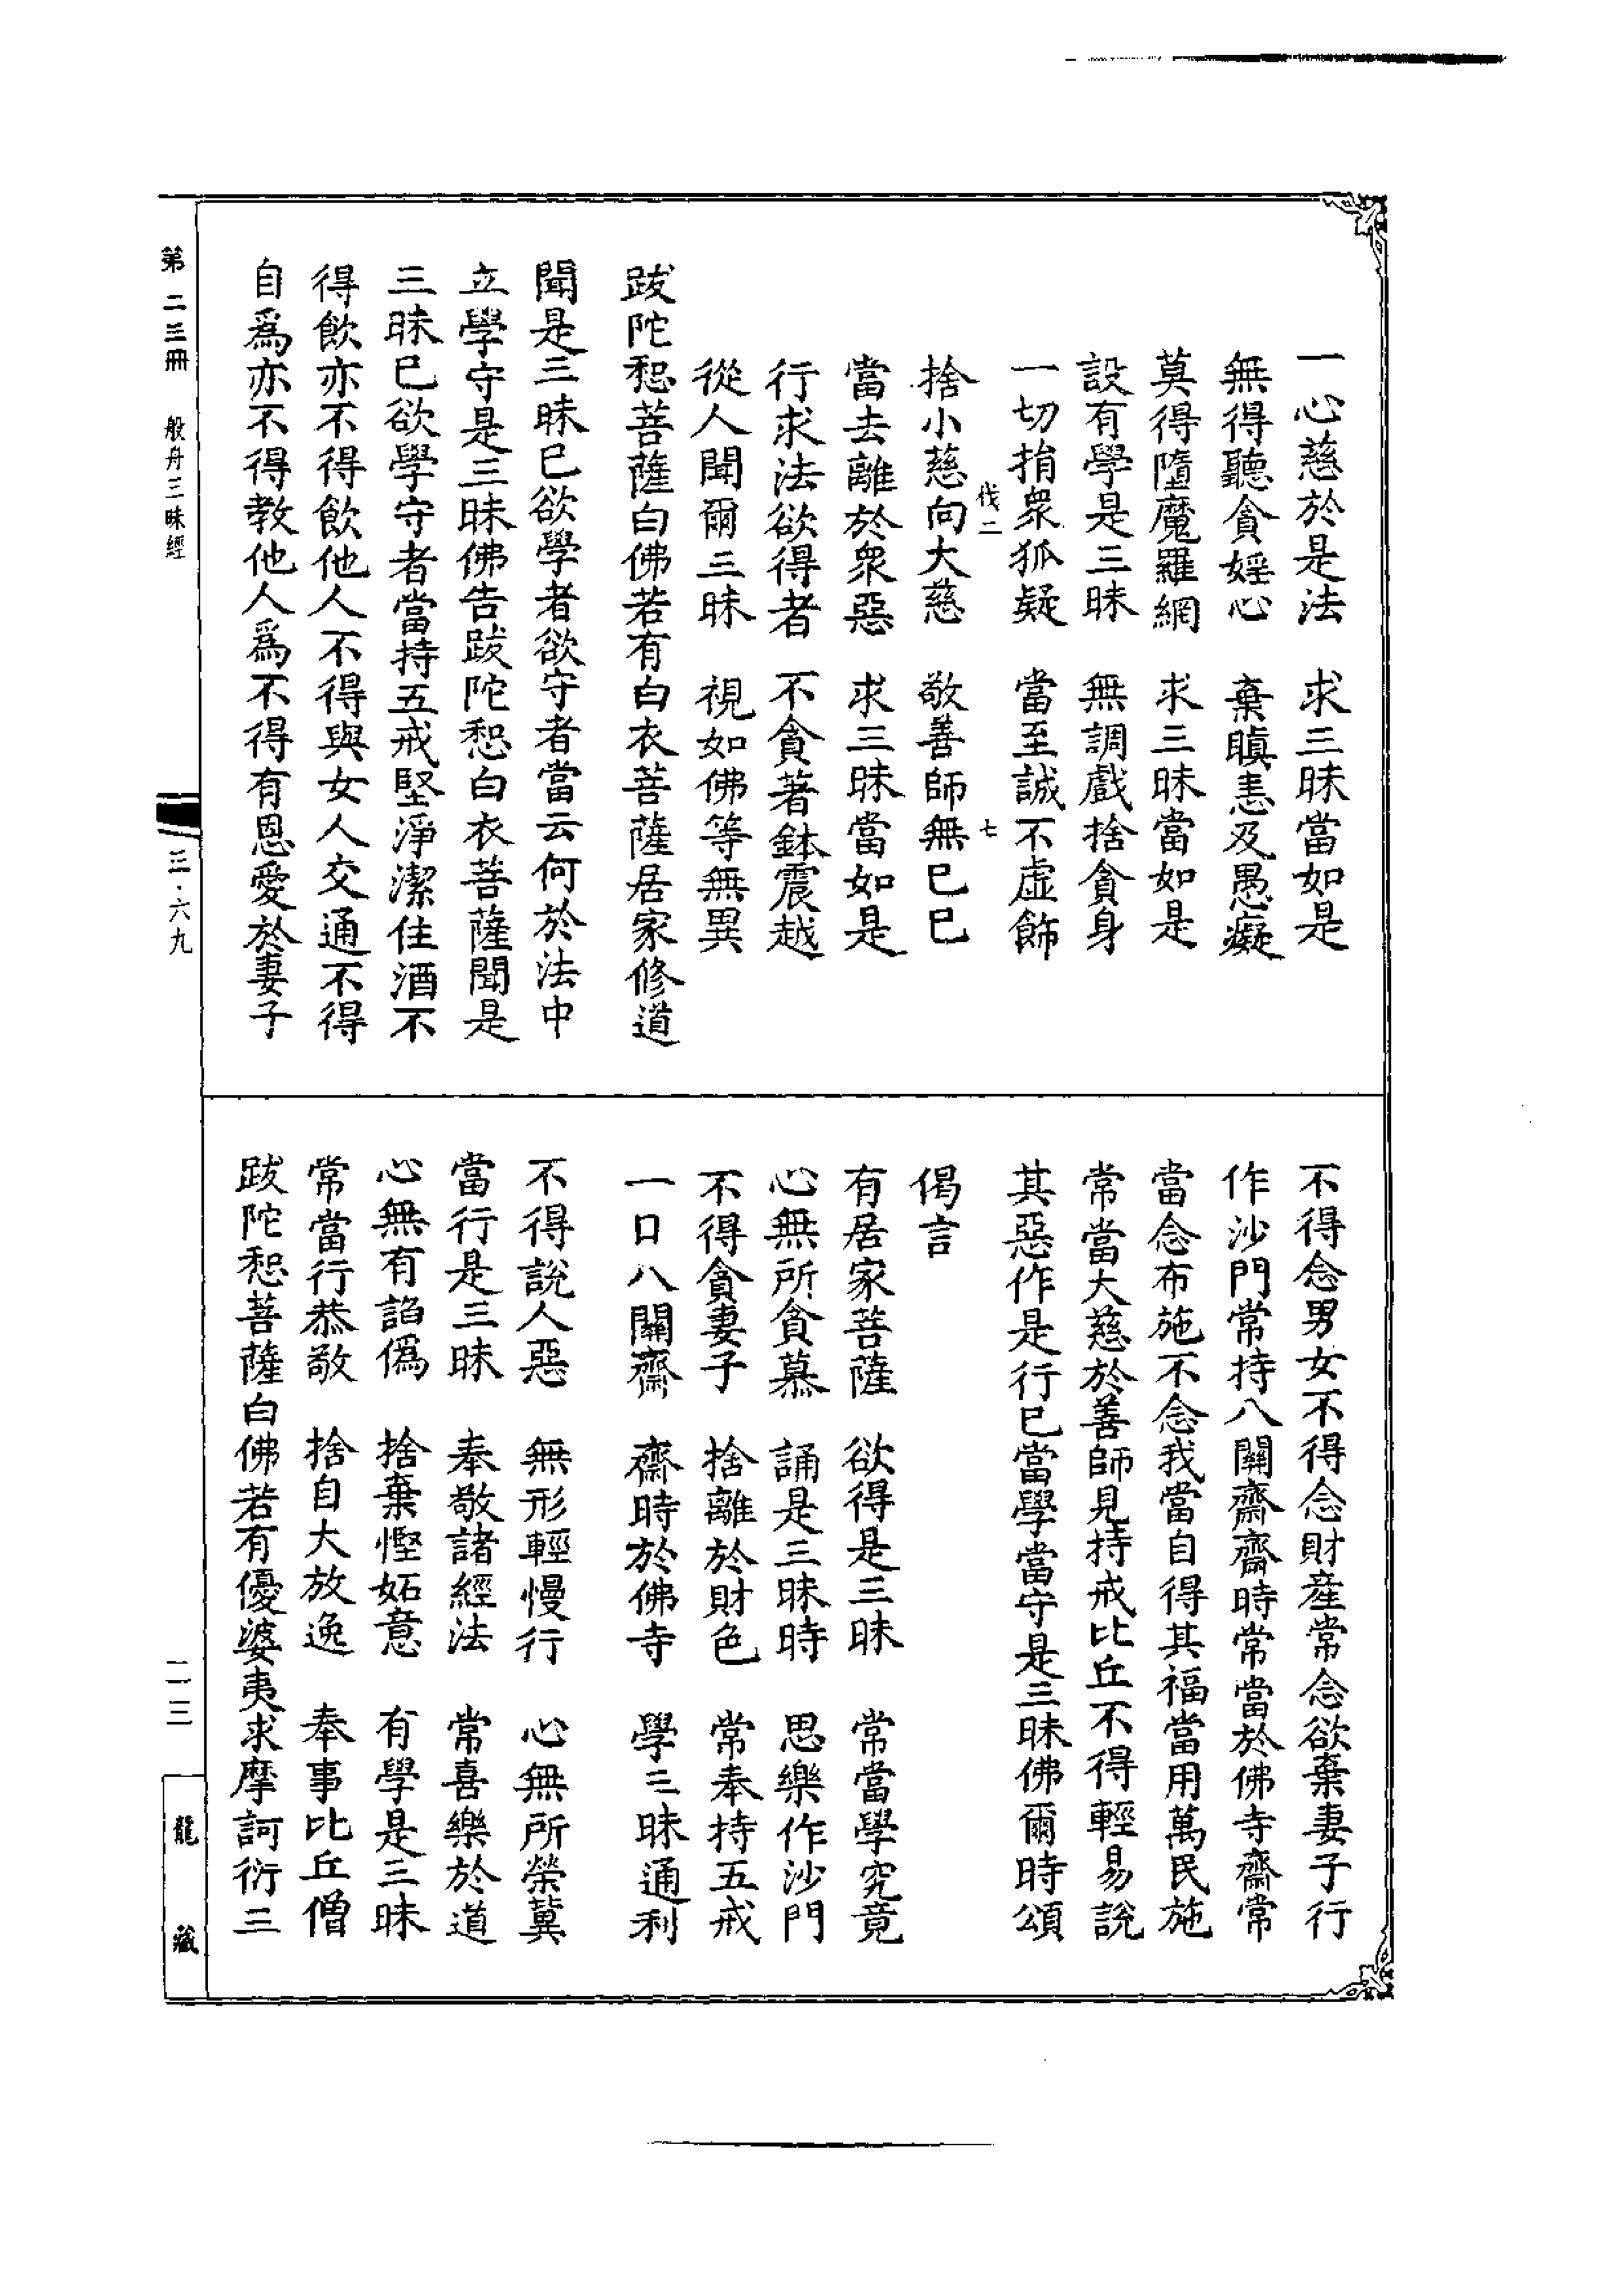 一心慈於是法　求三昧當如是
無得聽貪婬心　棄瞋恚及愚癡
莫得墮魔羅網　求三昧當如是
設有學是三昧　無調戲捨貪身
一切捐眾狐疑　當至誠不虛飾
伐二　七
捨小慈向大慈　敬善師無已已
當去離於眾惡　求三昧當如是
行求法欲得者　不貪著鉢震越
從人聞爾三昧　視如佛等無異
跋陀惒菩薩白佛若有白衣菩薩居家修道
聞是三昧已欲學者欲守者當云何於法中
立學守是三昧佛告跋陀惒白衣菩薩聞是
三昧已欲學守者當持五戒堅淨潔住酒不
得飲亦不得飲他人不得與女人交通不得
自爲亦不得教他人爲不得有恩愛於妻子
不得念男女不得念財産常念欲棄妻子行
作沙門常持八關齋齋時常當於佛寺齋常
當念布施不念我當自得其福當用萬民施
常當大慈於善師見持戒比丘不得輕易說
其惡作是行已當學當守是三昧佛爾時頌
偈言
有居家菩薩　欲得是三昧　常當學究竟
心無所貪慕　誦是三昧時　思樂作沙門
不得貪妻子　捨離於財色　常奉持五戒
一口八關齋　齋時於佛寺　學三昧通利
不得說人惡　無形輕慢行　心無所榮冀
當行是三昧　奉敬諸經法　常喜樂於道
心無有諂僞　捨棄慳妬意　有學是三昧
常當行恭敬　捨自大放逸　奉事比丘僧
跋陀惒菩薩白佛若有優婆夷求摩訶衍三
第二三冊　般舟三昧經
三·六九
二三
龍藏